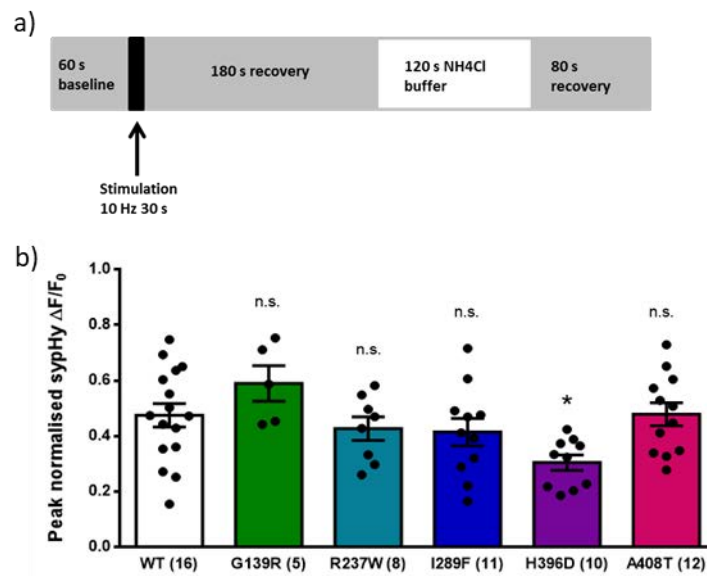 a)
60 s
baseline
180 s recovery
120 s NH4Cl
buffer
80 s
recovery
Stimulation
10 Hz 30 s
b)
Peak normalised sypHy ΔF/F₀
1.0
0.8
0.6
0.4
0.2
0.0
n.s.
n.s.
n.s.
*
n.s.
WT (16) G139R (5) R237W (8) I289F (11) H396D (10) A408T (12)